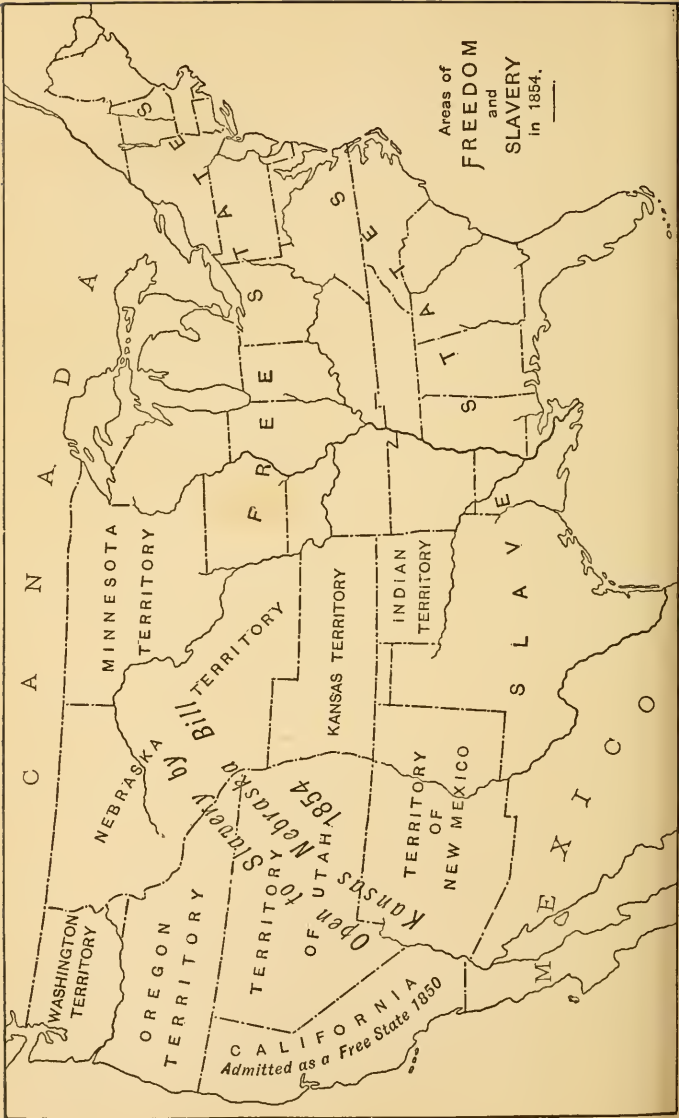 Areas of
FREEDOM
and
SLAVERY
in 1854.
CANADA
WASHINGTON
TERRITORY
OREGON
TERRITORY
CALIFORNIA
Admitted as a Free State 1850
NEBRASKA TERRITORY
MINNESOTA
TERRITORY
TERRITORY
OF UTAH
Open to Slavery by
Kansas Nebraska Bill
1854
KANSAS TERRITORY
INDIAN
TERRITORY
TERRITORY
OF
NEW MEXICO
FREE STATES
SLAVE STATES
MEXICO